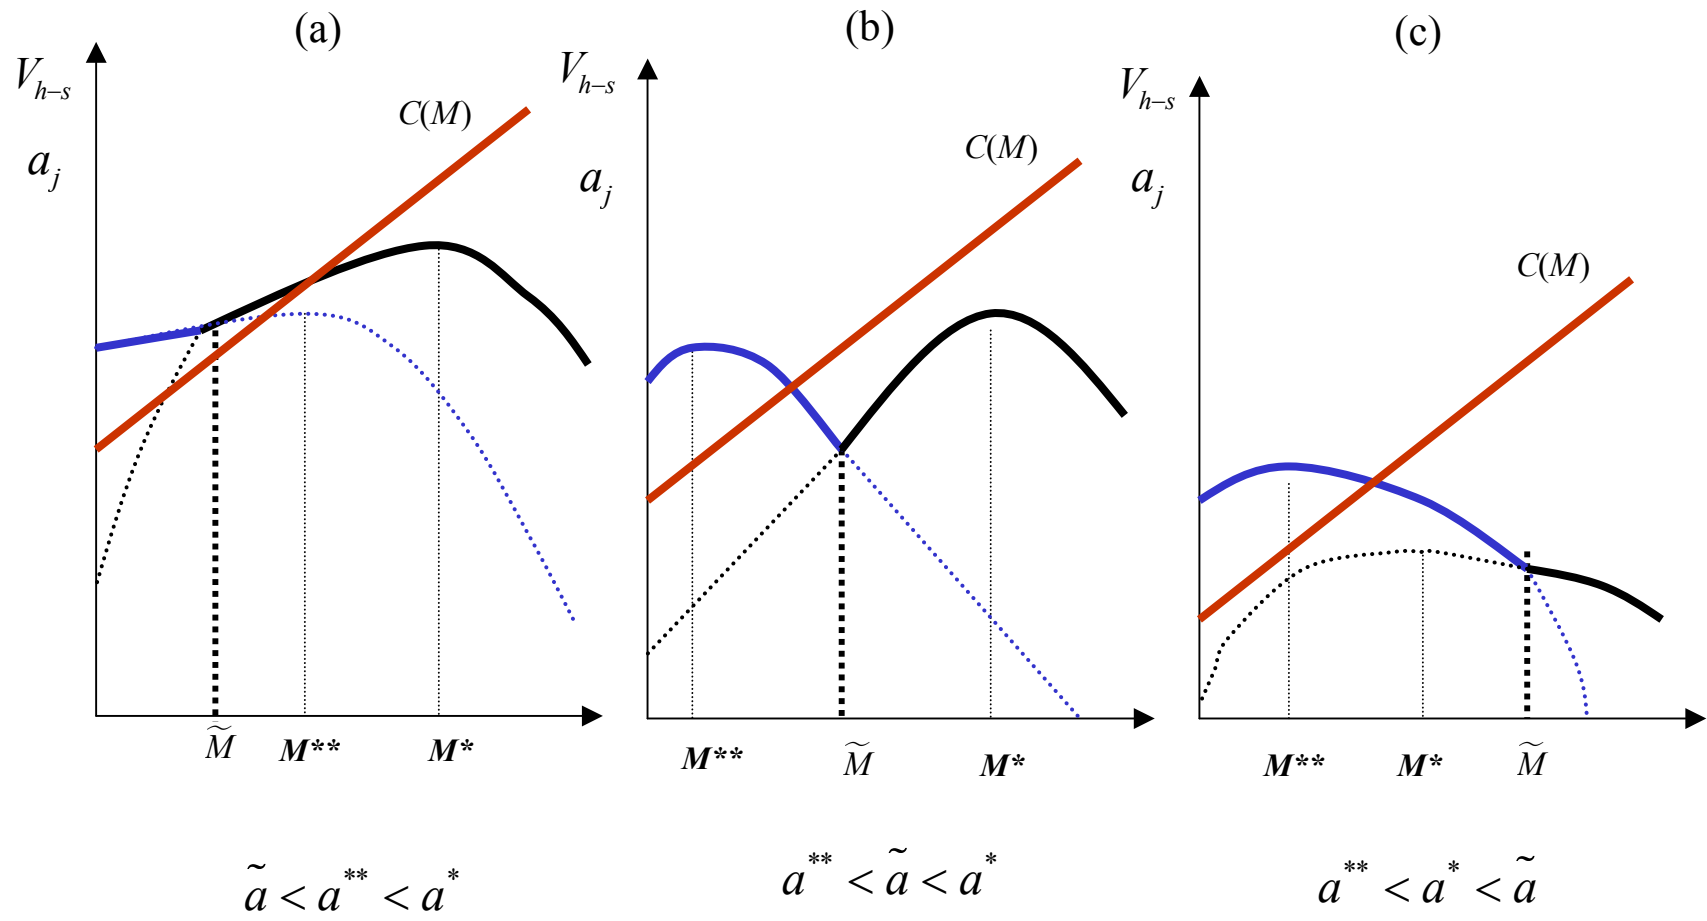 (a)
V_{h-s}
a_j
C(M)
M̃
M**
M*
ã < a** < a*
(b)
V_{h-s}
a_j
C(M)
M**
M̃
M*
a** < ã < a*
(c)
V_{h-s}
a_j
C(M)
M**
M*
M̃
a** < a* < ã